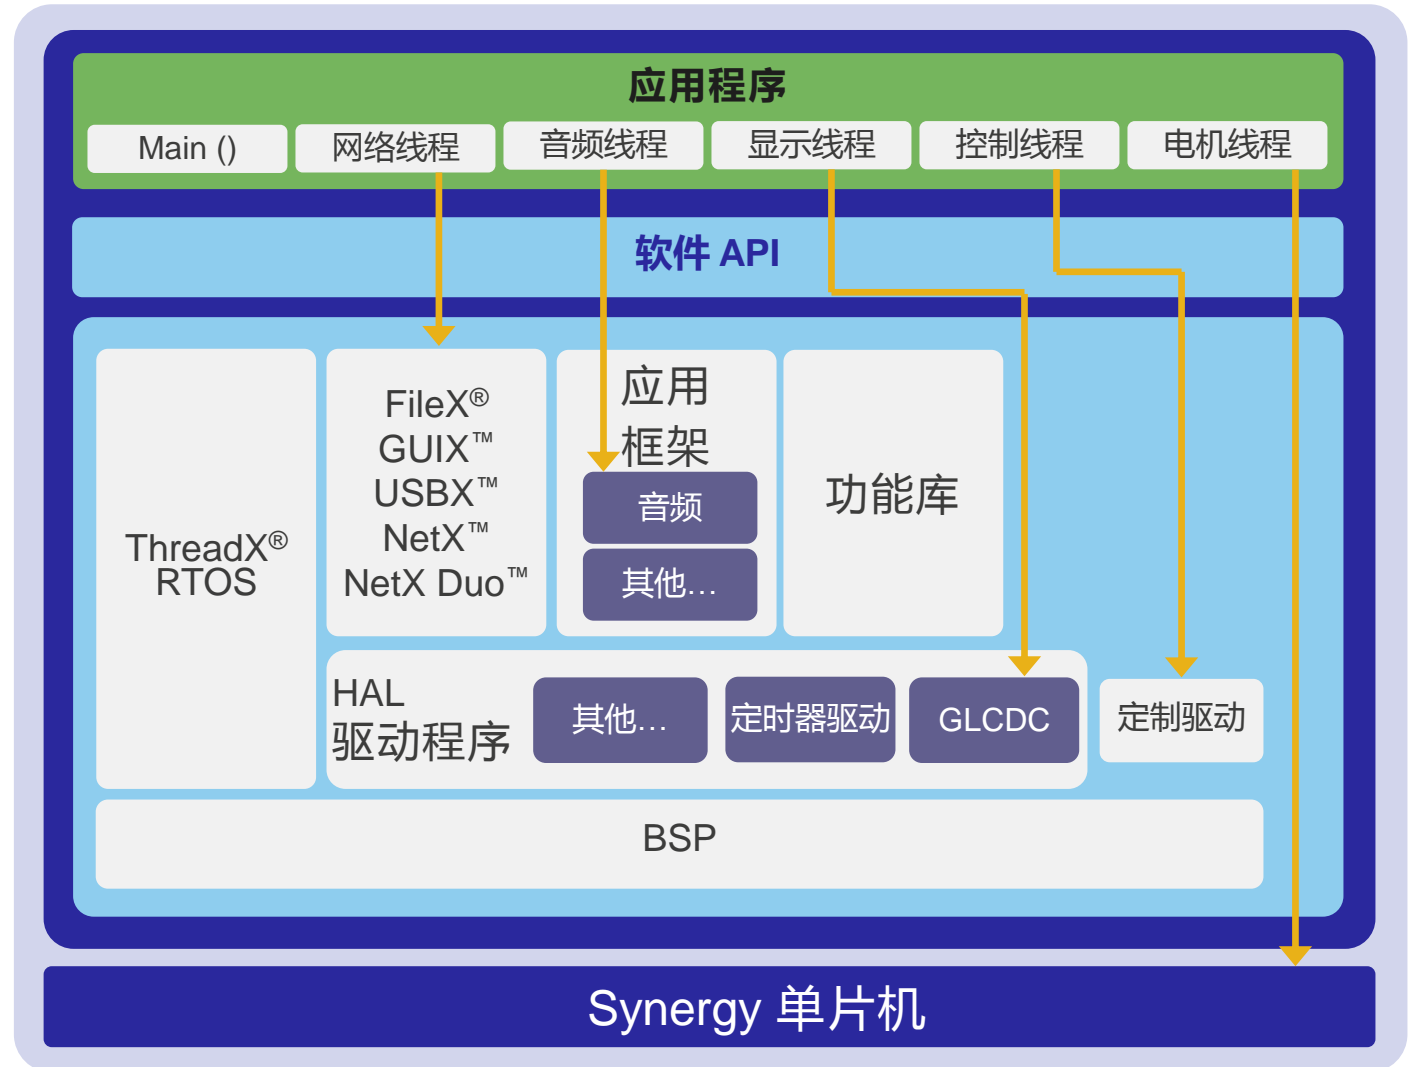 应用程序
Main ()
网络线程
音频线程
显示线程
控制线程
电机线程
软件 API
ThreadX®
RTOS
FileX®
GUIX™
USBX™
NetX™
NetX Duo™
应用
框架
音频
其他…
功能库
HAL
驱动程序
其他…
定时器驱动
GLCDC
定制驱动
BSP
Synergy 单片机